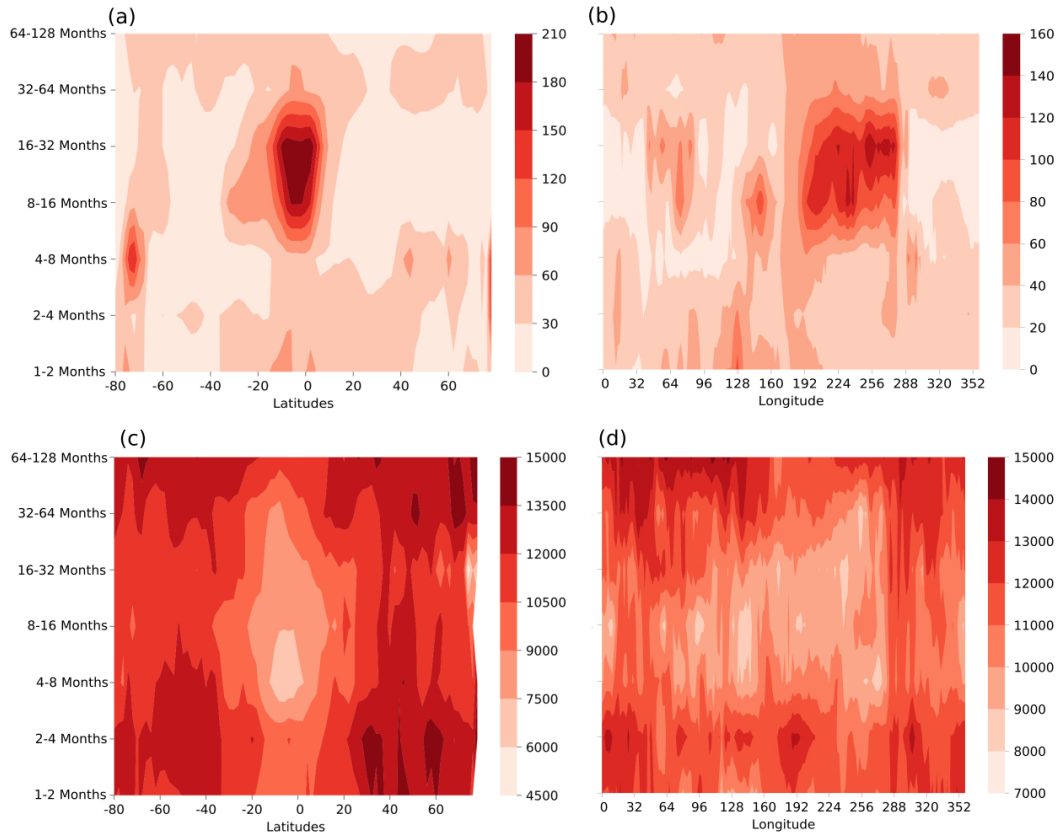 (a)
64-128 Months
32-64 Months
16-32 Months
8-16 Months
4-8 Months
2-4 Months
1-2 Months
-80 -60 -40 -20 0 20 40 60
Latitudes
210
180
150
120
90
60
30
0
(b)
0 32 64 96 128 160 192 224 256 288 320 352
Longitude
160
140
120
100
80
60
40
20
0
(c)
64-128 Months
32-64 Months
16-32 Months
8-16 Months
4-8 Months
2-4 Months
1-2 Months
-80 -60 -40 -20 0 20 40 60
Latitudes
15000
13500
12000
10500
9000
7500
6000
4500
(d)
0 32 64 96 128 160 192 224 256 288 320 352
Longitude
15000
14000
13000
12000
11000
10000
9000
8000
7000